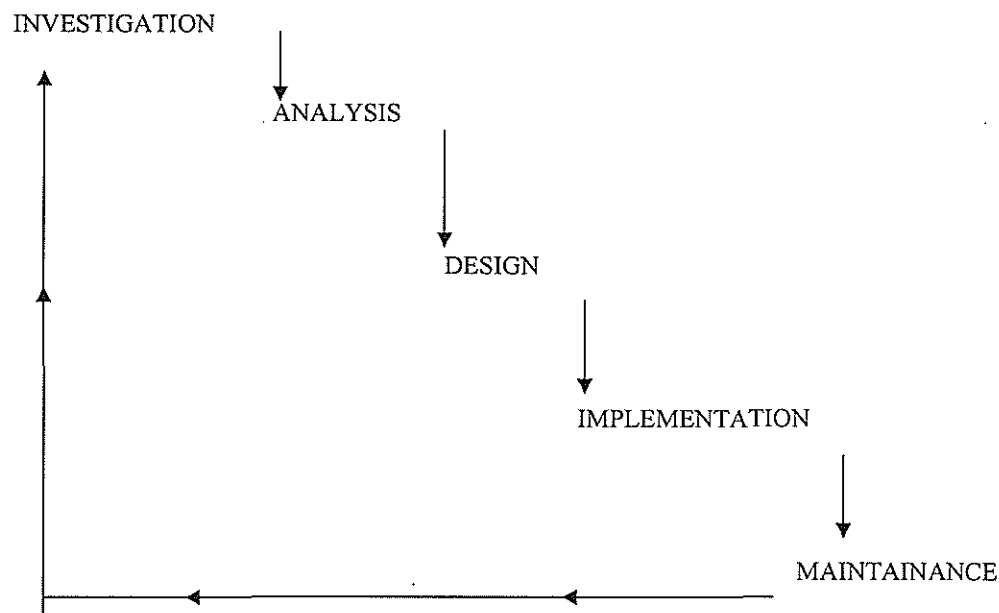 INVESTIGATION
ANALYSIS
DESIGN
IMPLEMENTATION
MAINTAINANCE